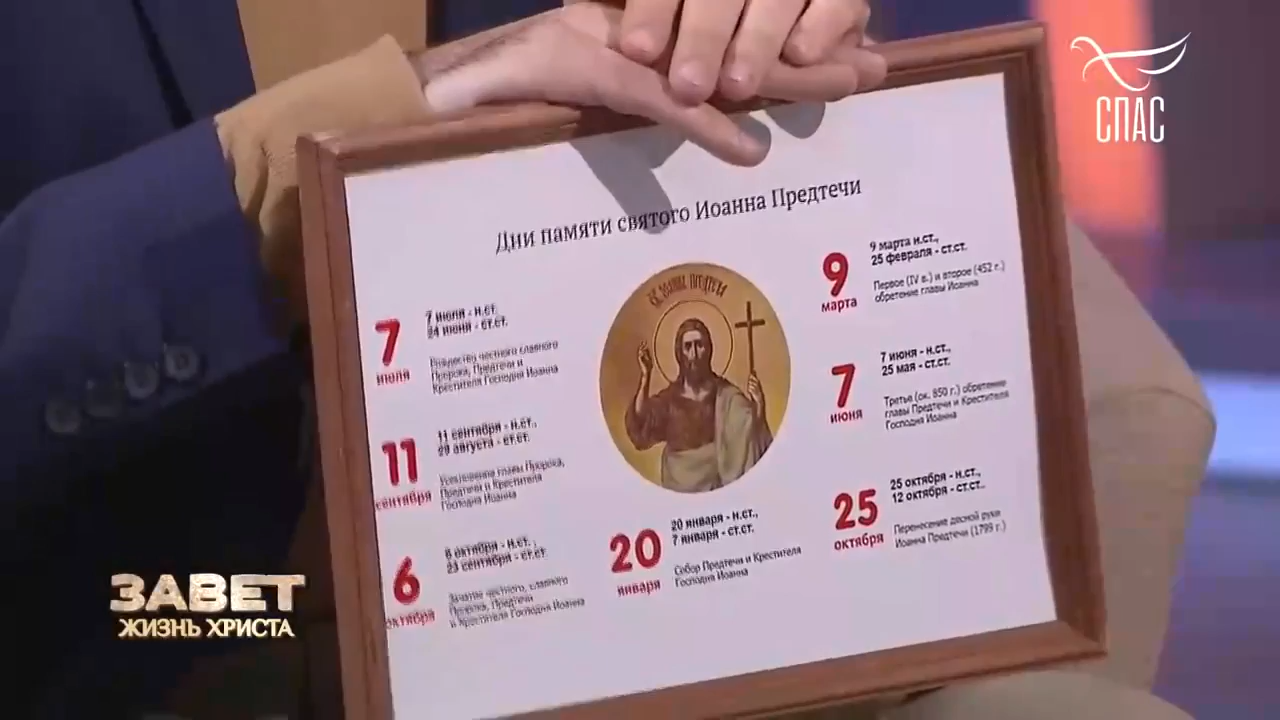 СПАС
Дни памяти святого Иоанна Предтечи
7
июля
7 июля - н.ст.
24 июня - ст.ст.
Рождество честного славного
Пророка, Предтечи и
Крестителя Господня Иоанна
11
сентября
11 сентября - н.ст.,
29 августа - ст.ст.
Усекновение главы Пророка,
Предтечи и Крестителя
Господня Иоанна
6
октября
6 октября - н.ст.,
23 сентября - ст.ст.
Зачатие честного, славного
Пророка, Предтечи
и Крестителя Господня Иоанна
20
января
20 января - н.ст.,
7 января - ст.ст.
Собор Предтечи и Крестителя
Господня Иоанна
9
марта
9 марта н.ст.,
25 февраля - ст.ст.
Первое (IV в.) и второе (452 г.)
обретение главы Иоанна
7
июня
7 июня - н.ст.,
25 мая - ст.ст.
Третье (ок. 850 г.) обретение
главы Предтечи и Крестителя
Господня Иоанна
25
октября
25 октября - н.ст.,
12 октября - ст.ст..
Перенесение десной руки
Иоанна Предтечи (1799 г.)
ЗАВЕТ
ЖИЗНЬ ХРИСТА